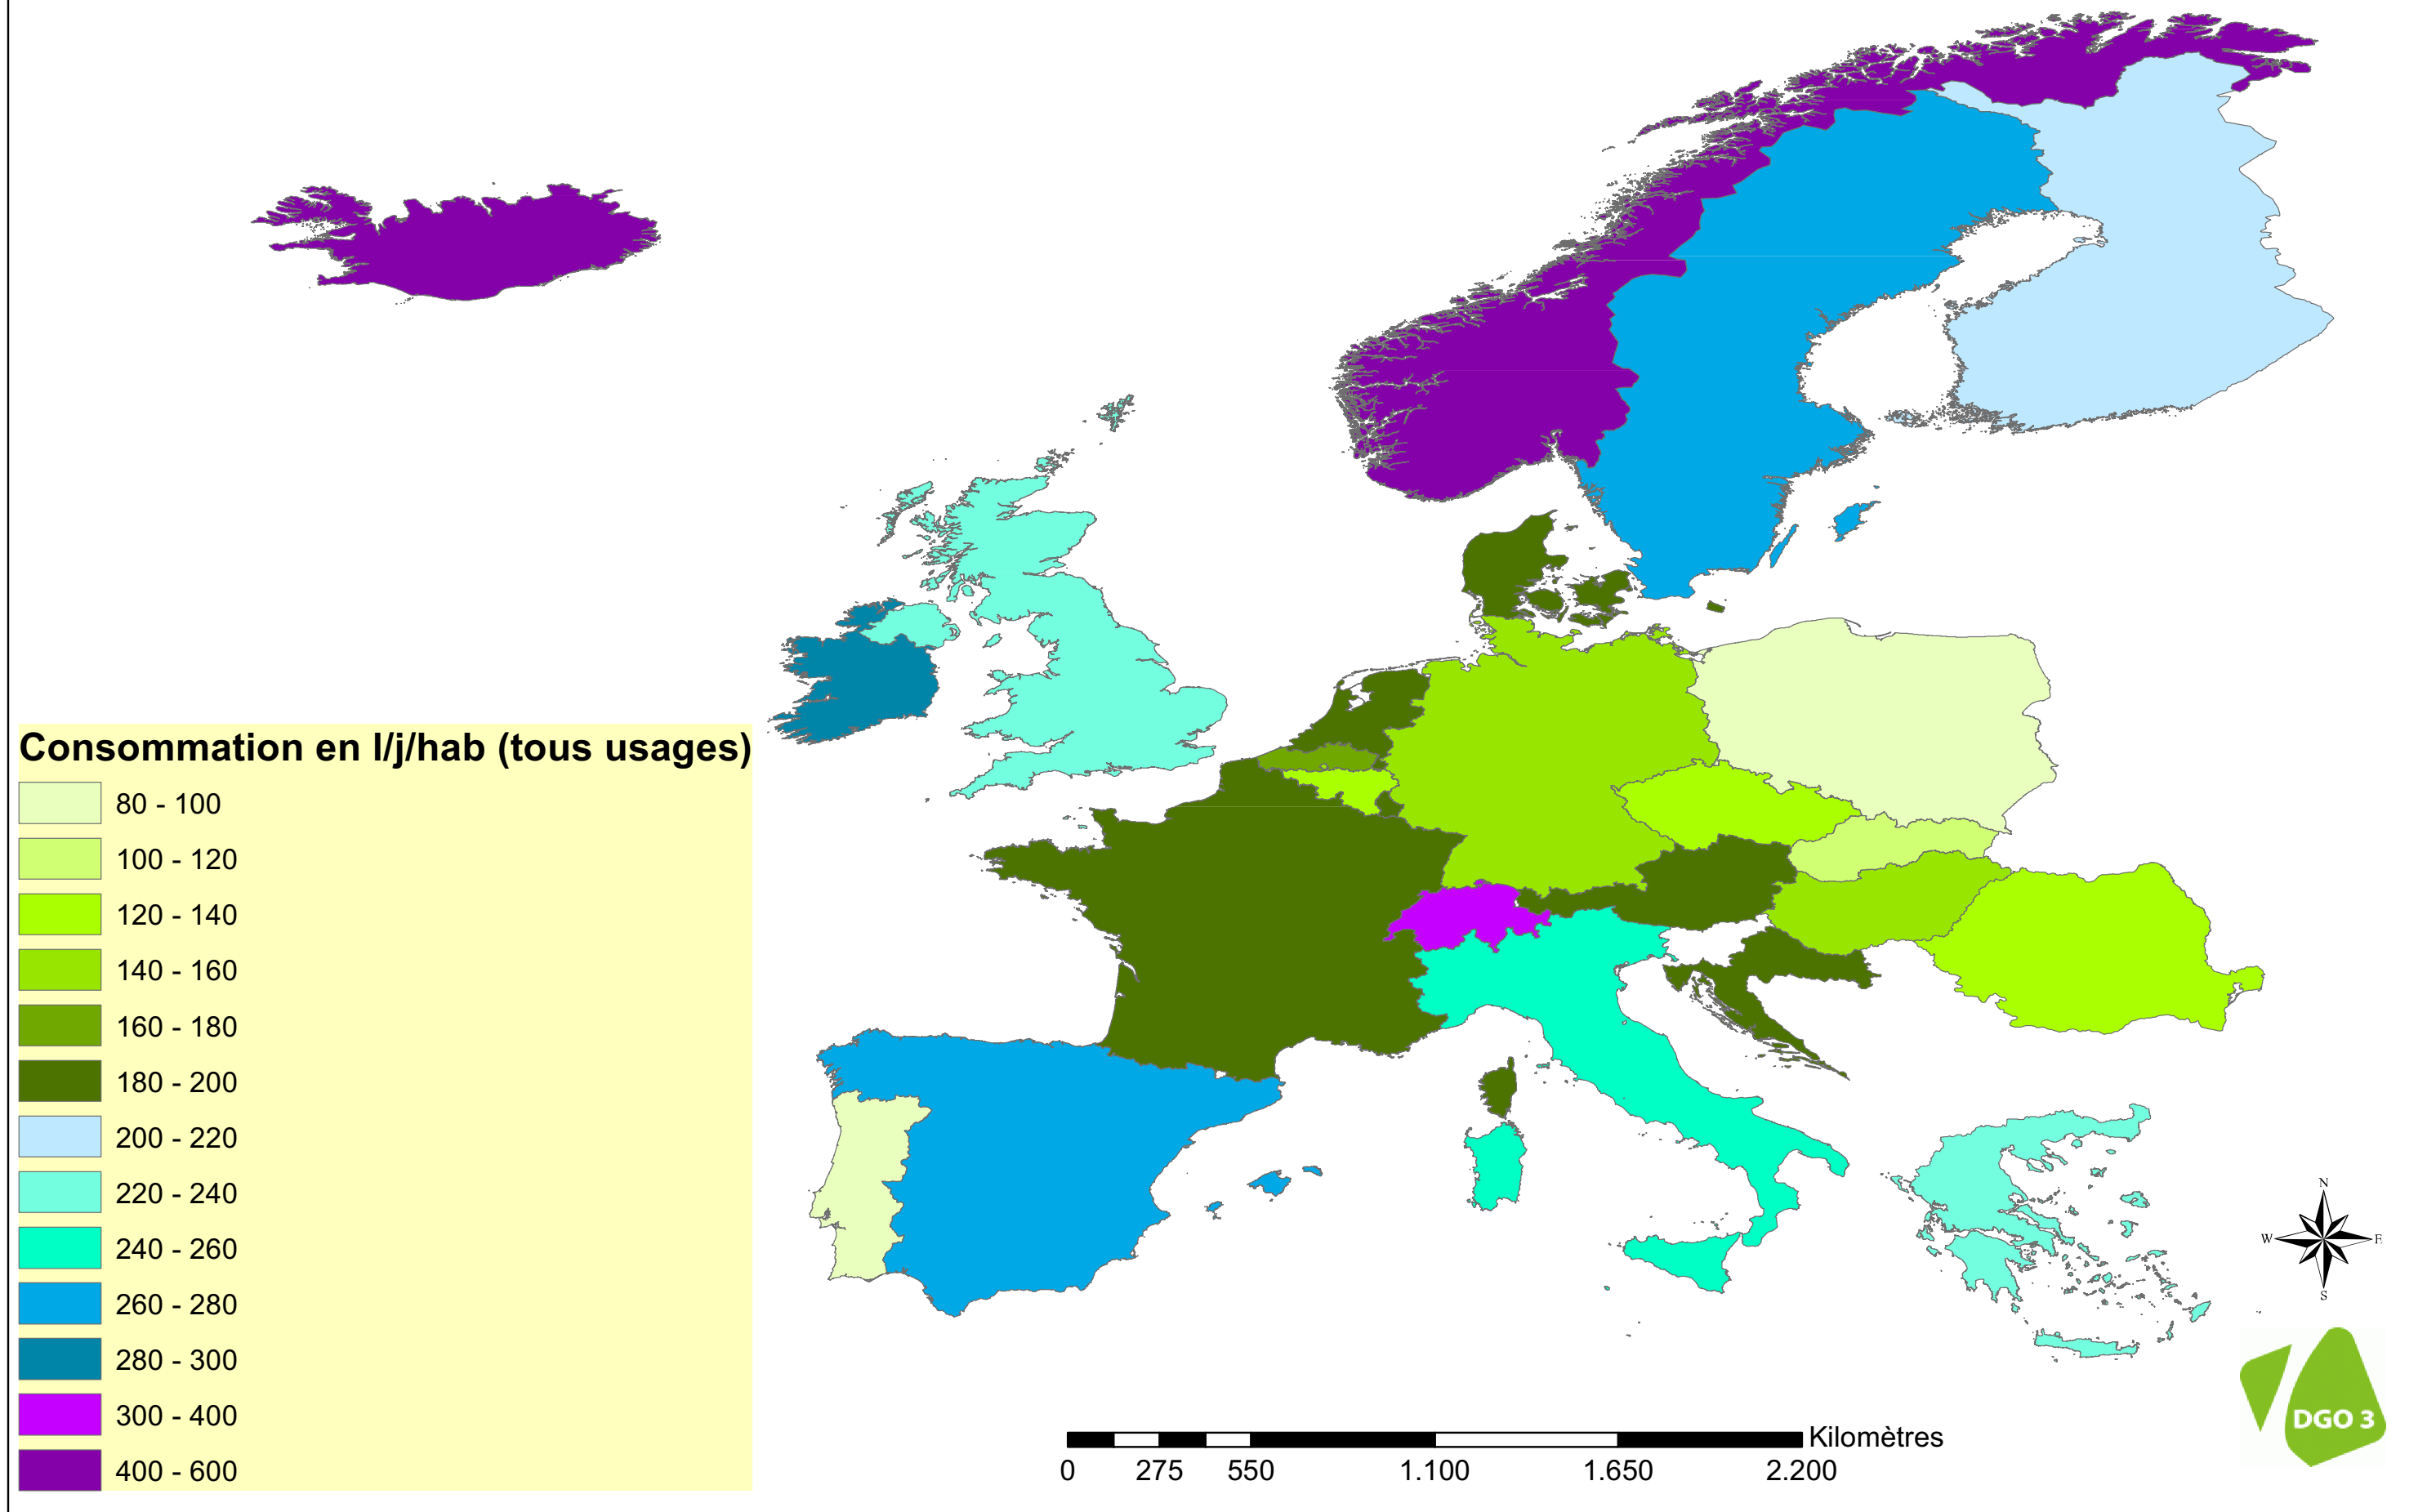 Consommation en l/j/hab (tous usages)
80 - 100
100 - 120
120 - 140
140 - 160
160 - 180
180 - 200
200 - 220
220 - 240
240 - 260
260 - 280
280 - 300
300 - 400
400 - 600
N
W E
S
DGO 3
Kilomètres
0 275 550 1.100 1.650 2.200